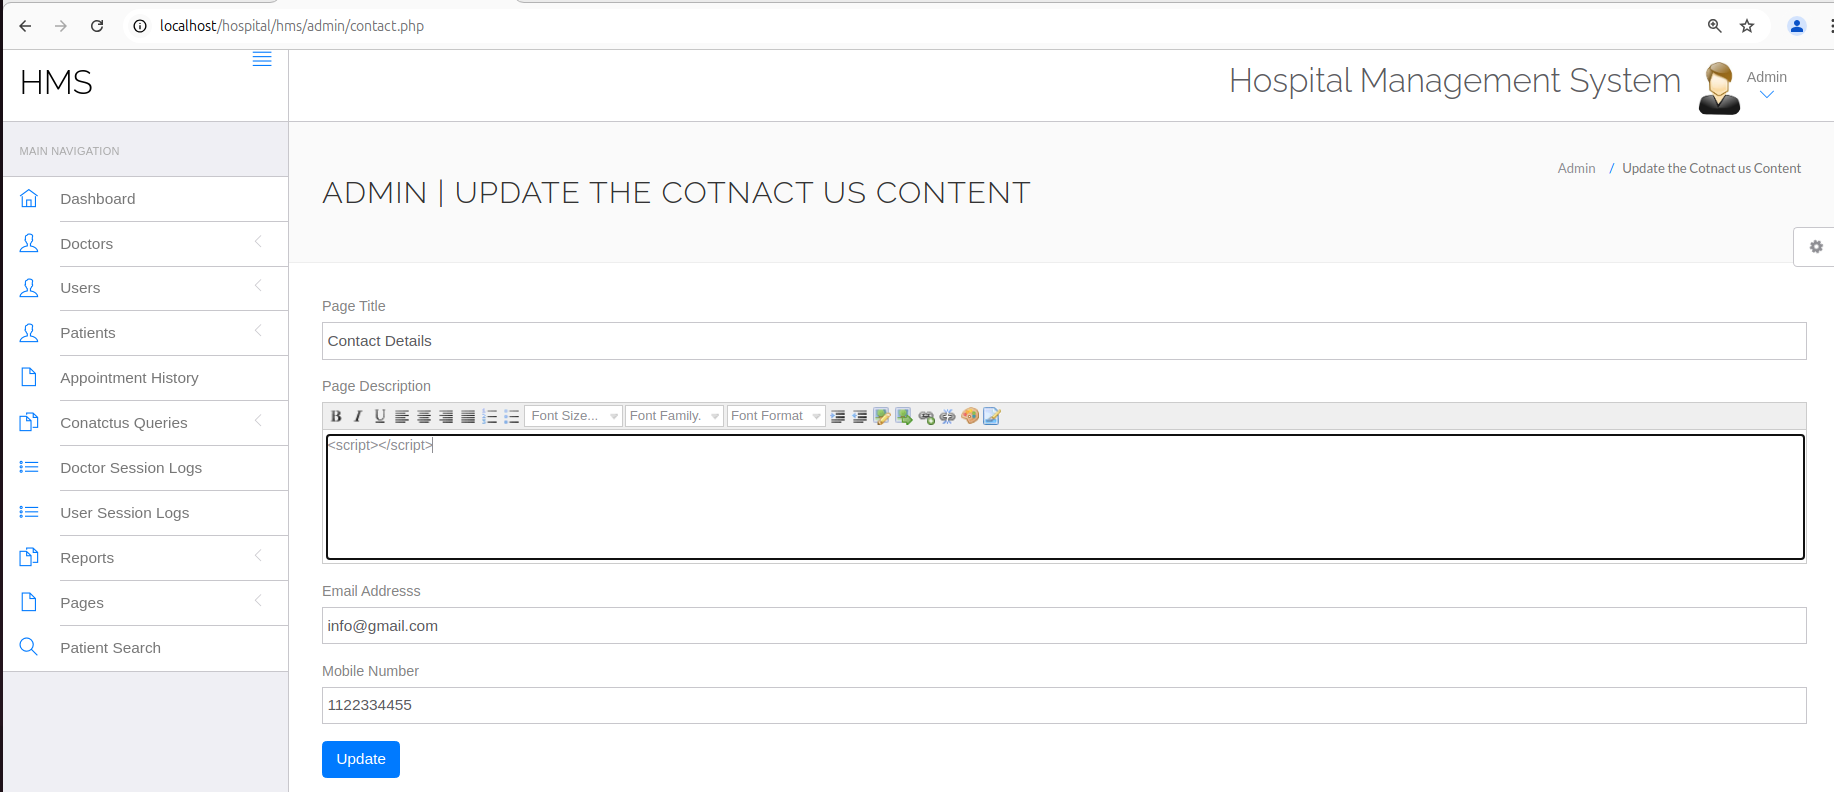 localhost/hospital/hms/admin/contact.php
HMS
Hospital Management System
Admin
MAIN NAVIGATION
Dashboard
Doctors
Users
Patients
Appointment History
Conatctus Queries
Doctor Session Logs
User Session Logs
Reports
Pages
Patient Search
ADMIN | UPDATE THE COTNACT US CONTENT
Admin / Update the Cotnact us Content
Page Title
Contact Details
Page Description
B I U Font Size... Font Family. Font Format
<script></script>
Email Addresss
info@gmail.com
Mobile Number
1122334455
Update